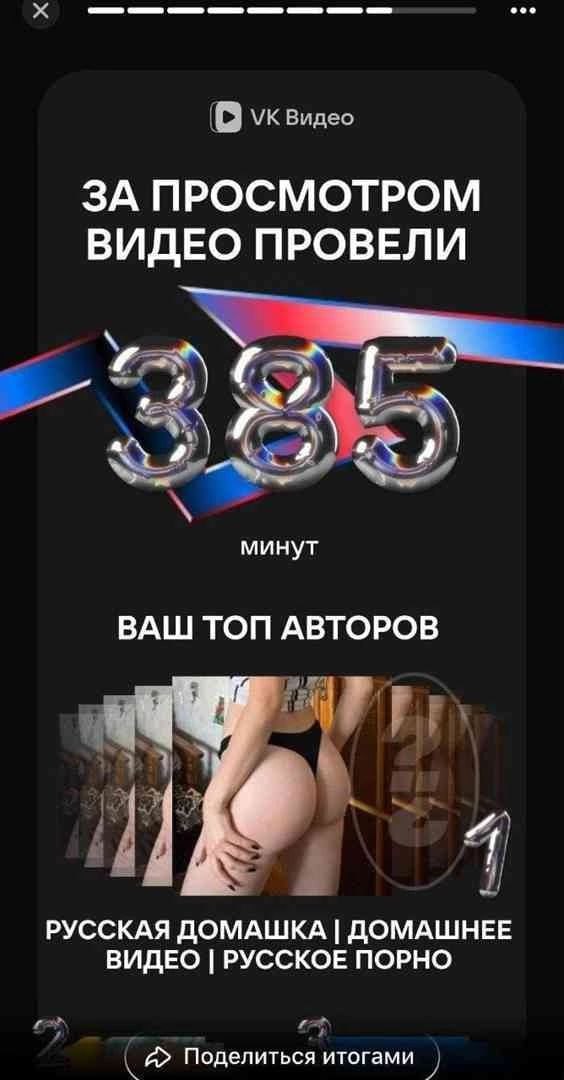 VK Видео
ЗА ПРОСМОТРОМ
ВИДЕО ПРОВЕЛИ
385
минут
ВАШ ТОП АВТОРОВ
1
РУССКАЯ ДОМАШКА | ДОМАШНЕЕ
ВИДЕО | РУССКОЕ ПОРНО
2 3
Поделиться итогами